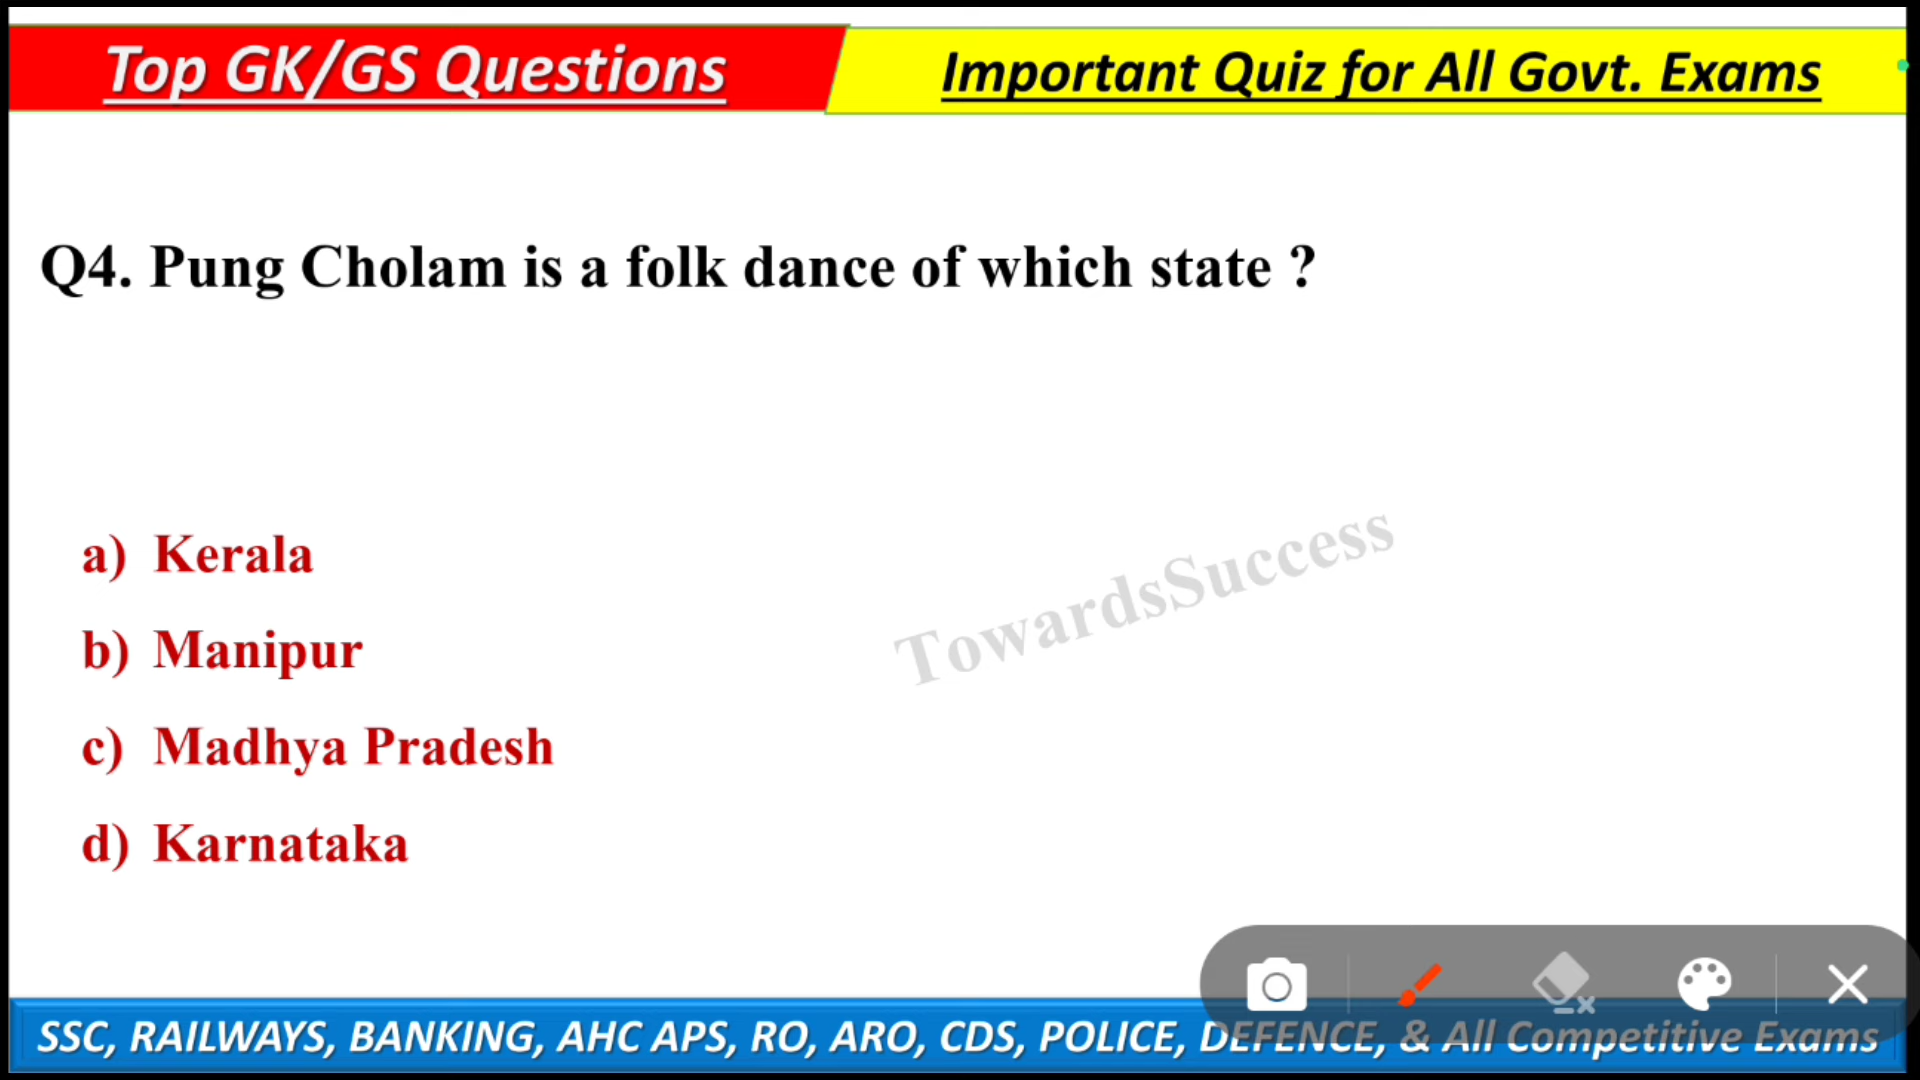 Top GK/GS Questions
Important Quiz for All Govt. Exams
Q4. Pung Cholam is a folk dance of which state ?
a) Kerala
b) Manipur
c) Madhya Pradesh
d) Karnataka
TowardsSuccess
SSC, RAILWAYS, BANKING, AHC APS, RO, ARO, CDS, POLICE, DEFENCE, & All Competitive Exams